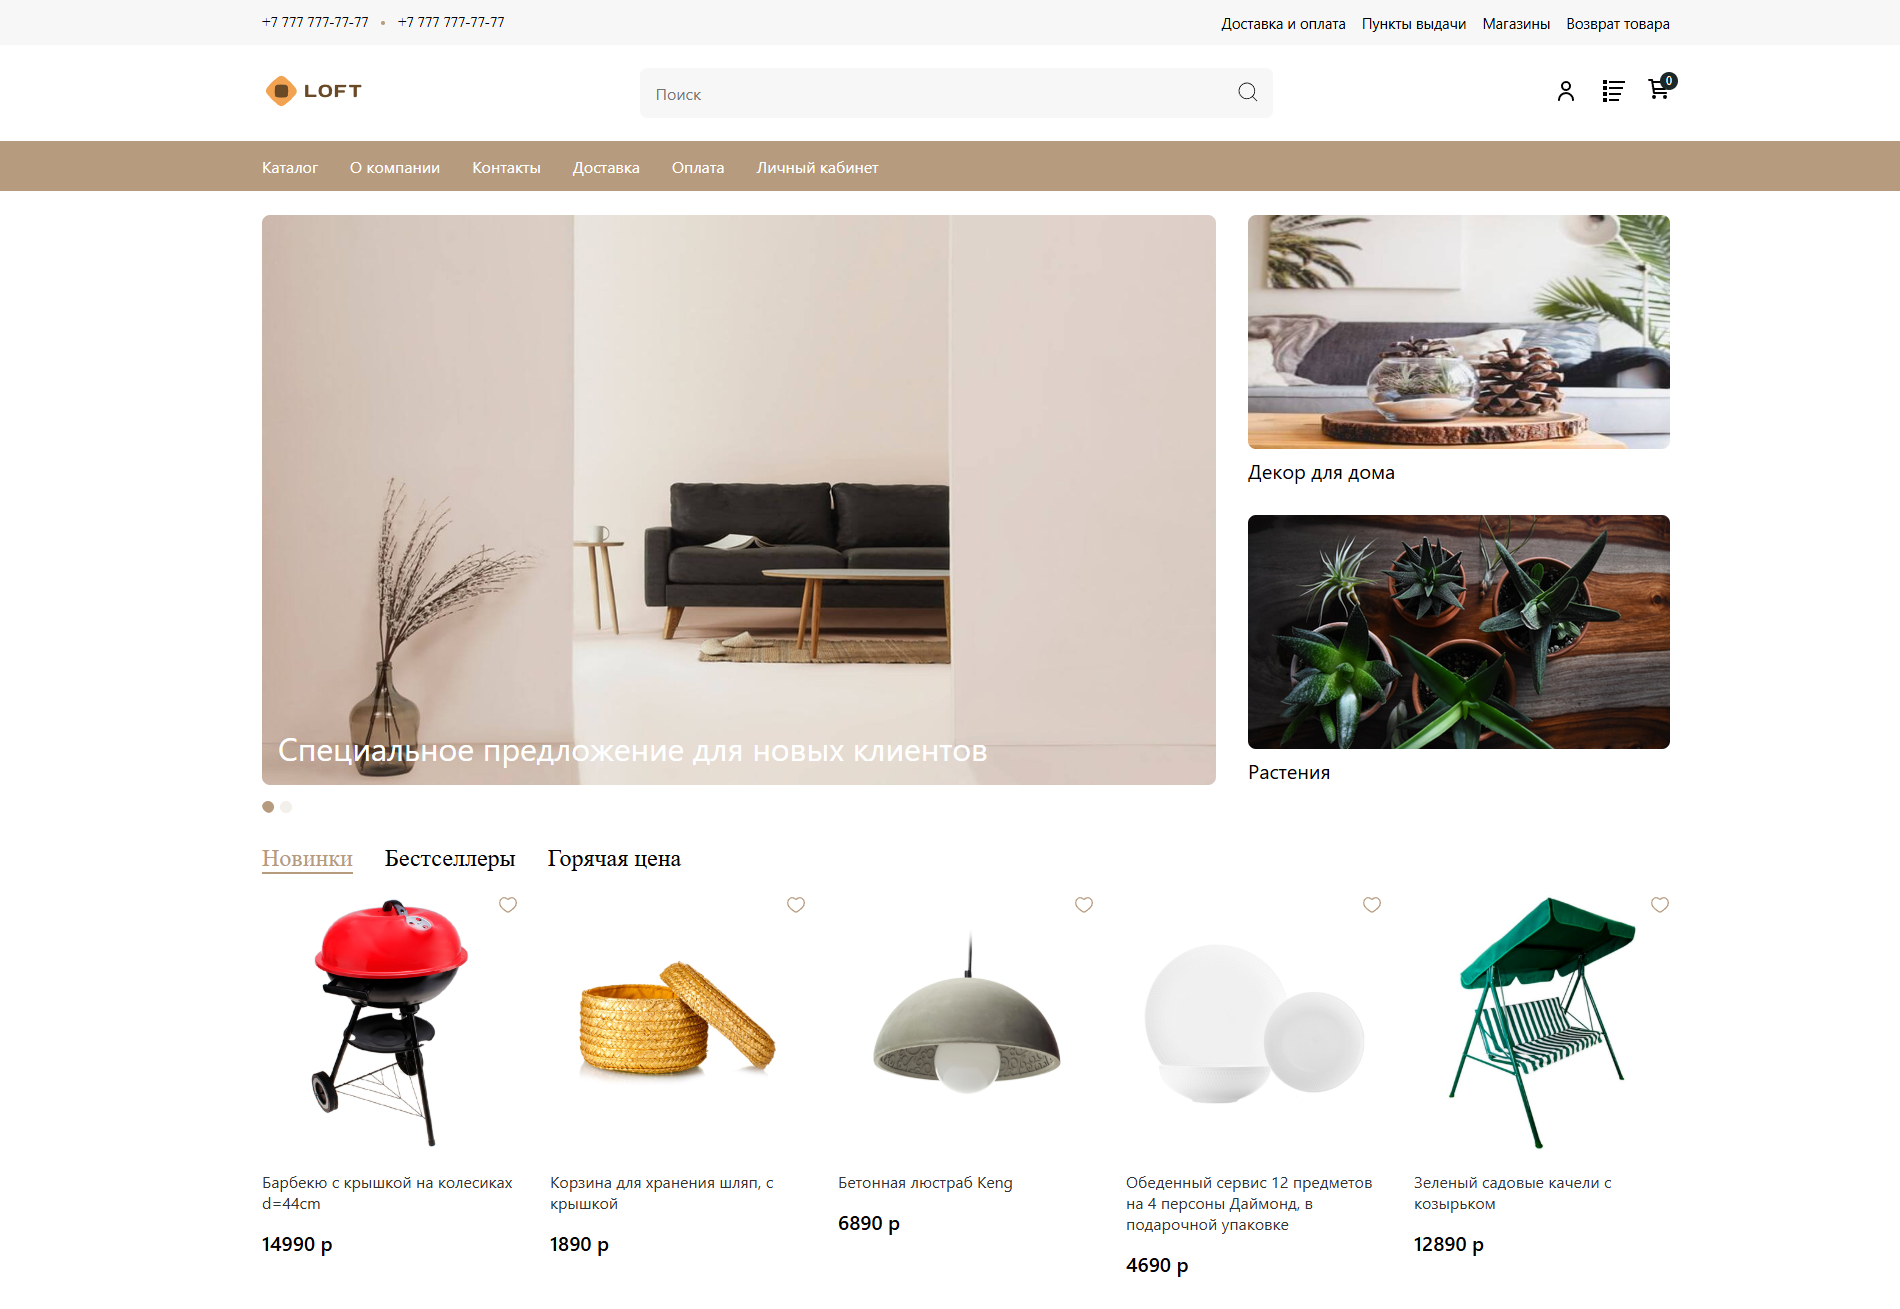 +7 777 777-77-77 • +7 777 777-77-77
Доставка и оплата Пункты выдачи Магазины Возврат товара
LOFT
Поиск
0
Каталог О компании Контакты Доставка Оплата Личный кабинет
Специальное предложение для новых клиентов
Декор для дома
Растения
Новинки Бестселлеры Горячая цена
Барбекю с крышкой на колесиках
d=44cm
14990 р
Корзина для хранения шляп, с
крышкой
1890 р
Бетонная люстраб Keng
6890 р
Обеденный сервис 12 предметов
на 4 персоны Даймонд, в
подарочной упаковке
4690 р
Зеленый садовые качели с
козырьком
12890 р